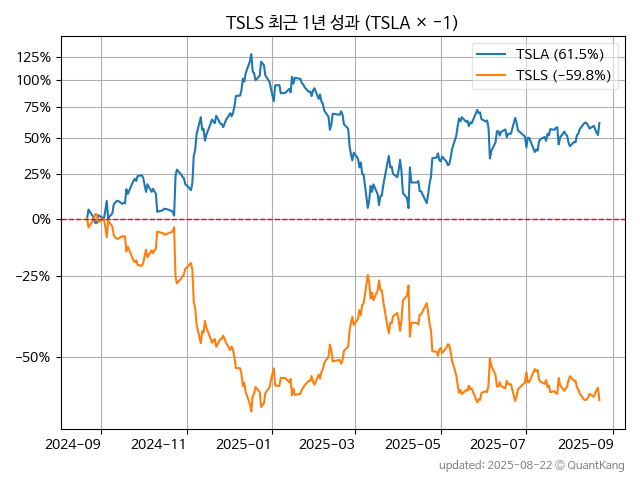 TSLS 최근 1년 성과 (TSLA × −1)
TSLA (61.5%)
TSLS (−59.8%)
125%
100%
75%
50%
25%
0%
−25%
−50%
2024-09 2024-11 2025-01 2025-03 2025-05 2025-07 2025-09
updated: 2025-08-22 © QuantKang